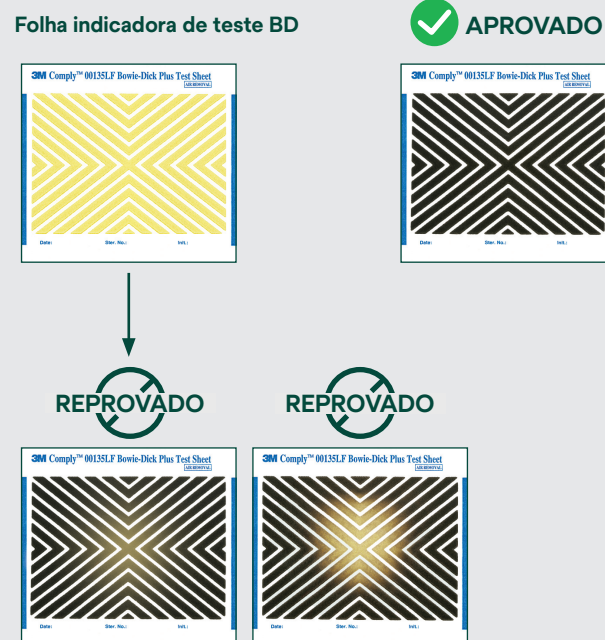 Folha indicadora de teste BD
APROVADO
3M Comply™ 00135LF Bowie-Dick Plus Test Sheet
AIR REMOVAL
Date: Ster. No.: Init.:
3M Comply™ 00135LF Bowie-Dick Plus Test Sheet
AIR REMOVAL
Date: Ster. No.: Init.:
REPROVADO
REPROVADO
3M Comply™ 00135LF Bowie-Dick Plus Test Sheet
AIR REMOVAL
Date: Ster. No.: Init.:
3M Comply™ 00135LF Bowie-Dick Plus Test Sheet
AIR REMOVAL
Date: Ster. No.: Init.: